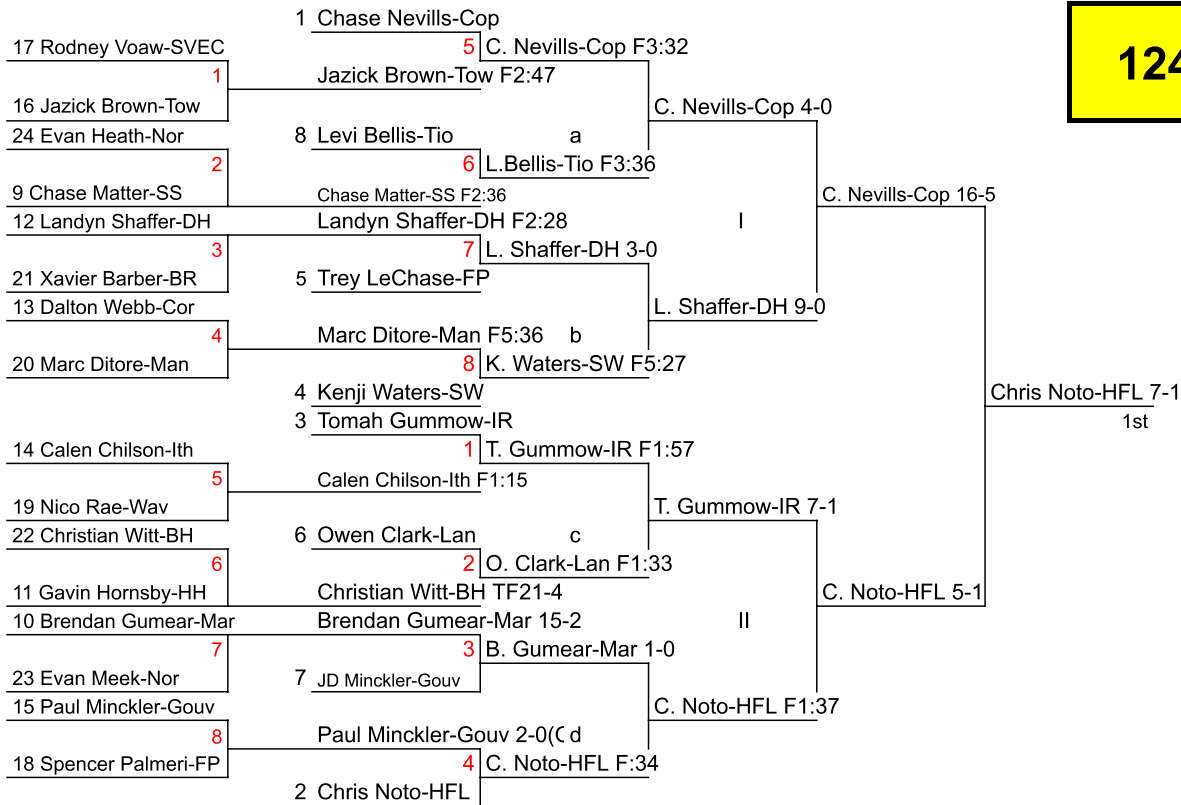 1 Chase Nevills-Cop
124
17 Rodney Voaw-SVEC
5 C. Nevills-Cop F3:32
1
Jazick Brown-Tow F2:47
16 Jazick Brown-Tow
C. Nevills-Cop 4-0
24 Evan Heath-Nor
8 Levi Bellis-Tio
a
2
6 L.Bellis-Tio F3:36
9 Chase Matter-SS
Chase Matter-SS F2:36
C. Nevills-Cop 16-5
12 Landyn Shaffer-DH
Landyn Shaffer-DH F2:28
I
3
7 L. Shaffer-DH 3-0
21 Xavier Barber-BR
5 Trey LeChase-FP
13 Dalton Webb-Cor
L. Shaffer-DH 9-0
4
Marc Ditore-Man F5:36
b
20 Marc Ditore-Man
8 K. Waters-SW F5:27
4 Kenji Waters-SW
Chris Noto-HFL 7-1
3 Tomah Gummow-IR
1st
14 Calen Chilson-Ith
1 T. Gummow-IR F1:57
5
Calen Chilson-Ith F1:15
19 Nico Rae-Wav
T. Gummow-IR 7-1
22 Christian Witt-BH
6 Owen Clark-Lan
c
6
2 O. Clark-Lan F1:33
11 Gavin Hornsby-HH
Christian Witt-BH TF21-4
C. Noto-HFL 5-1
10 Brendan Gumear-Mar
Brendan Gumear-Mar 15-2
II
7
3 B. Gumear-Mar 1-0
23 Evan Meek-Nor
7 JD Minckler-Gouv
15 Paul Minckler-Gouv
C. Noto-HFL F1:37
8
Paul Minckler-Gouv 2-0(
d
18 Spencer Palmeri-FP
4 C. Noto-HFL F:34
2 Chris Noto-HFL